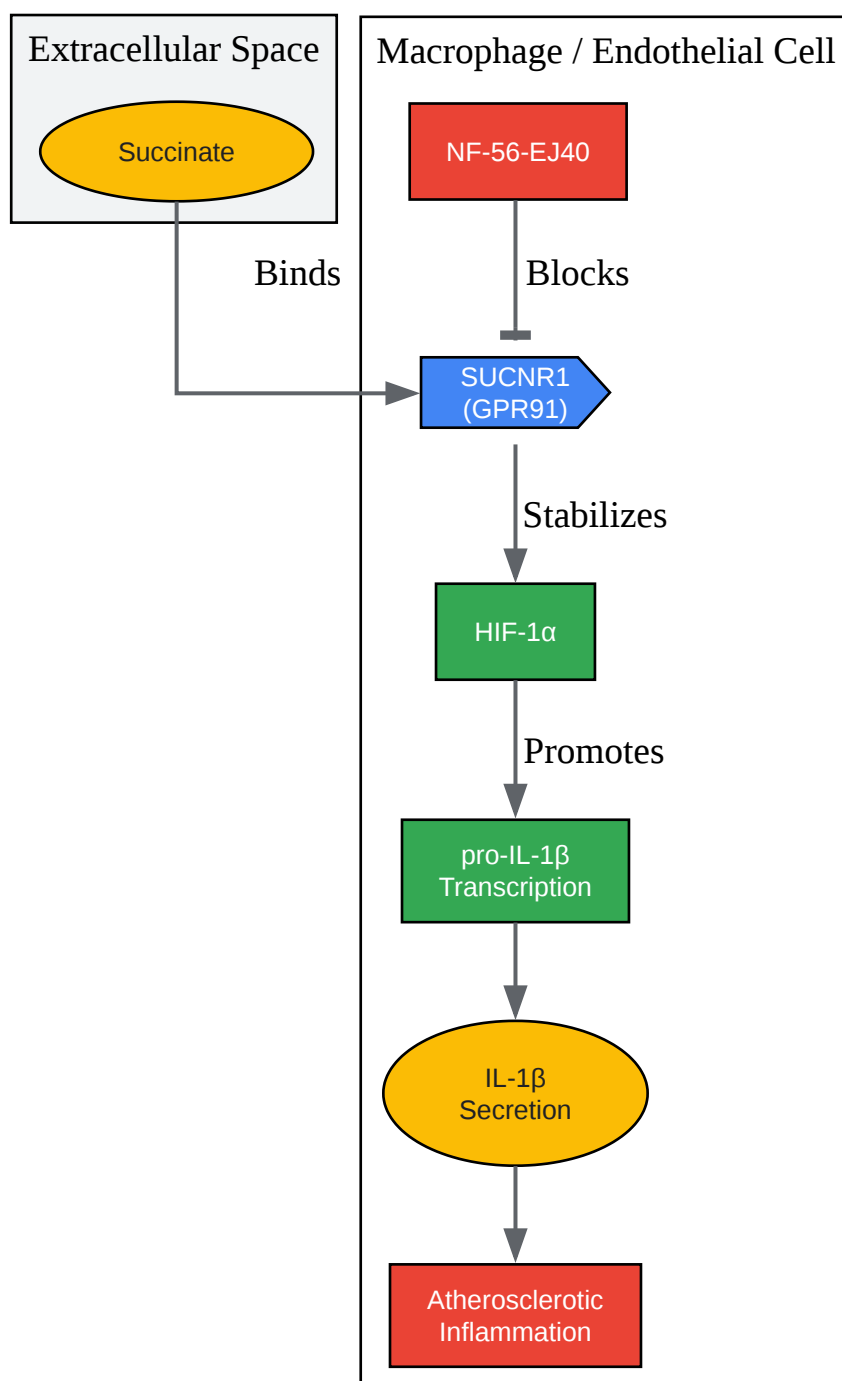 Extracellular Space
Macrophage / Endothelial Cell
Succinate
NF-56-EJ40
Binds
Blocks
SUCNR1
(GPR91)
Stabilizes
HIF-1α
Promotes
pro-IL-1β
Transcription
IL-1β
Secretion
Atherosclerotic
Inflammation